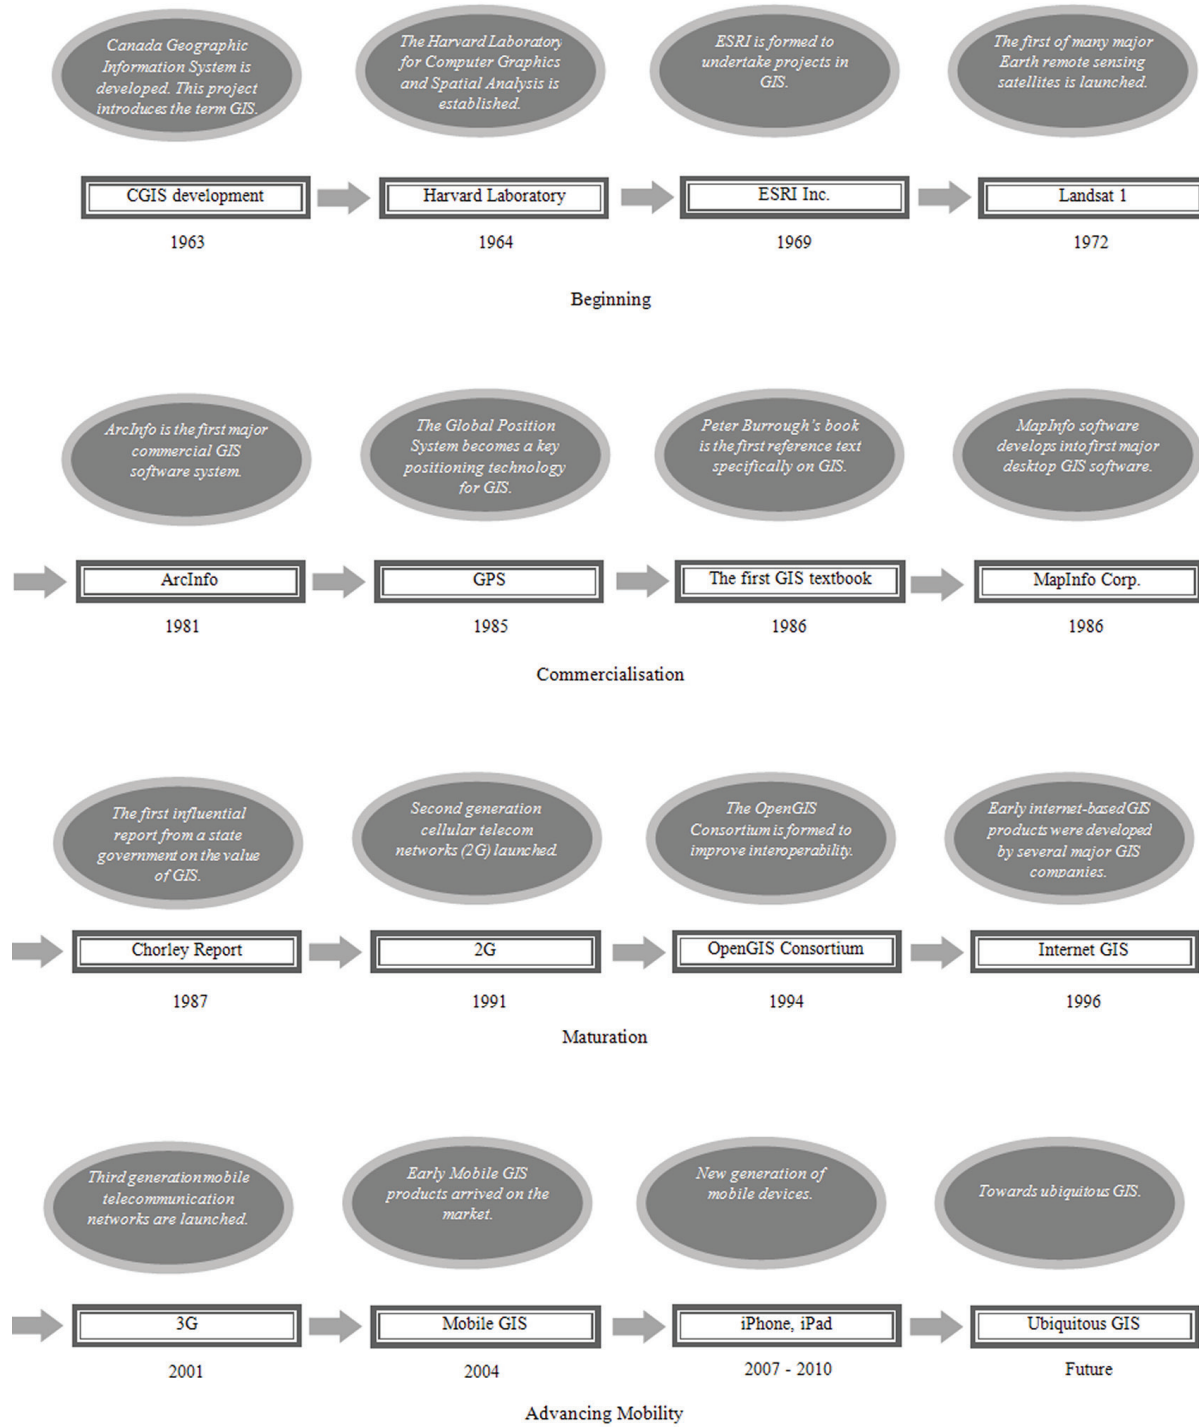 Canada Geographic
Information System is
developed. This project
introduces the term GIS.
The Harvard Laboratory
for Computer Graphics
and Spatial Analysis is
established.
ESRI is formed to
undertake projects in
GIS.
The first of many major
Earth remote sensing
satellites is launched.
CGIS development
Harvard Laboratory
ESRI Inc.
Landsat 1
1963
1964
1969
1972
Beginning
ArcInfo is the first major
commercial GIS
software system.
The Global Position
System becomes a key
positioning technology
for GIS.
Peter Burrough's book
is the first reference text
specifically on GIS.
MapInfo software
develops into first major
desktop GIS software.
ArcInfo
GPS
The first GIS textbook
MapInfo Corp.
1981
1985
1986
1986
Commercialisation
The first influential
report from a state
government on the value
of GIS.
Second generation
cellular telecom
networks (2G) launched.
The OpenGIS
Consortium is formed to
improve interoperability.
Early internet-based GIS
products were developed
by several major GIS
companies.
Chorley Report
2G
OpenGIS Consortium
Internet GIS
1987
1991
1994
1996
Maturation
Third generation mobile
telecommunication
networks are launched.
Early Mobile GIS
products arrived on the
market.
New generation of
mobile devices.
Towards ubiquitous GIS.
3G
Mobile GIS
iPhone, iPad
Ubiquitous GIS
2001
2004
2007 - 2010
Future
Advancing Mobility